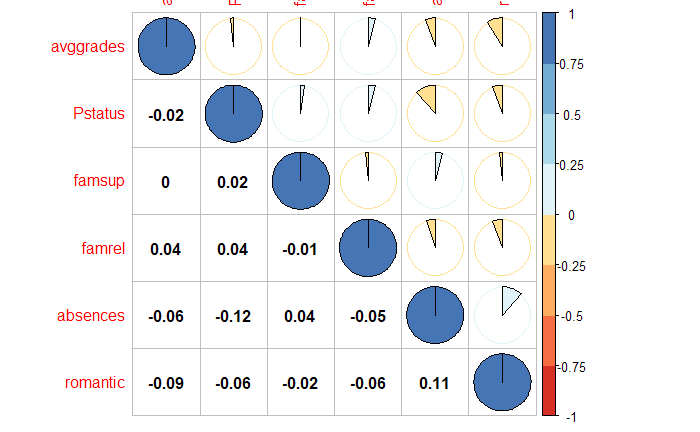 avggrades
Pstatus -0.02
famsup 0 0.02
famrel 0.04 0.04 -0.01
absences -0.06 -0.12 0.04 -0.05
romantic -0.09 -0.06 -0.02 -0.06 0.11
1
0.75
0.5
0.25
0
-0.25
-0.5
-0.75
-1